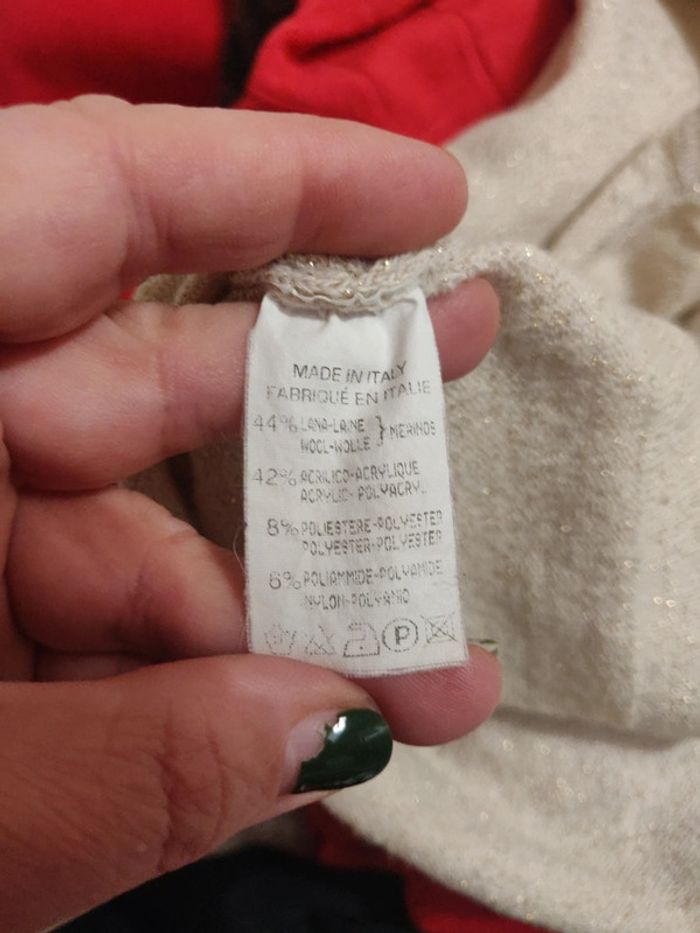 MADE IN ITALY
FABRIQUÉ EN ITALIE
44% LANA-LAINE } MERINOS
WOOL-WOLLE
42% ACRILICO-ACRYLIQUE
ACRYLIC-POLYACRY.
8% POLIESTERE-POLYESTER
POLYESTER-POLYESTER
6% POLIAMMIDE-POLYAMIDE
NYLON-POLYAMID
P